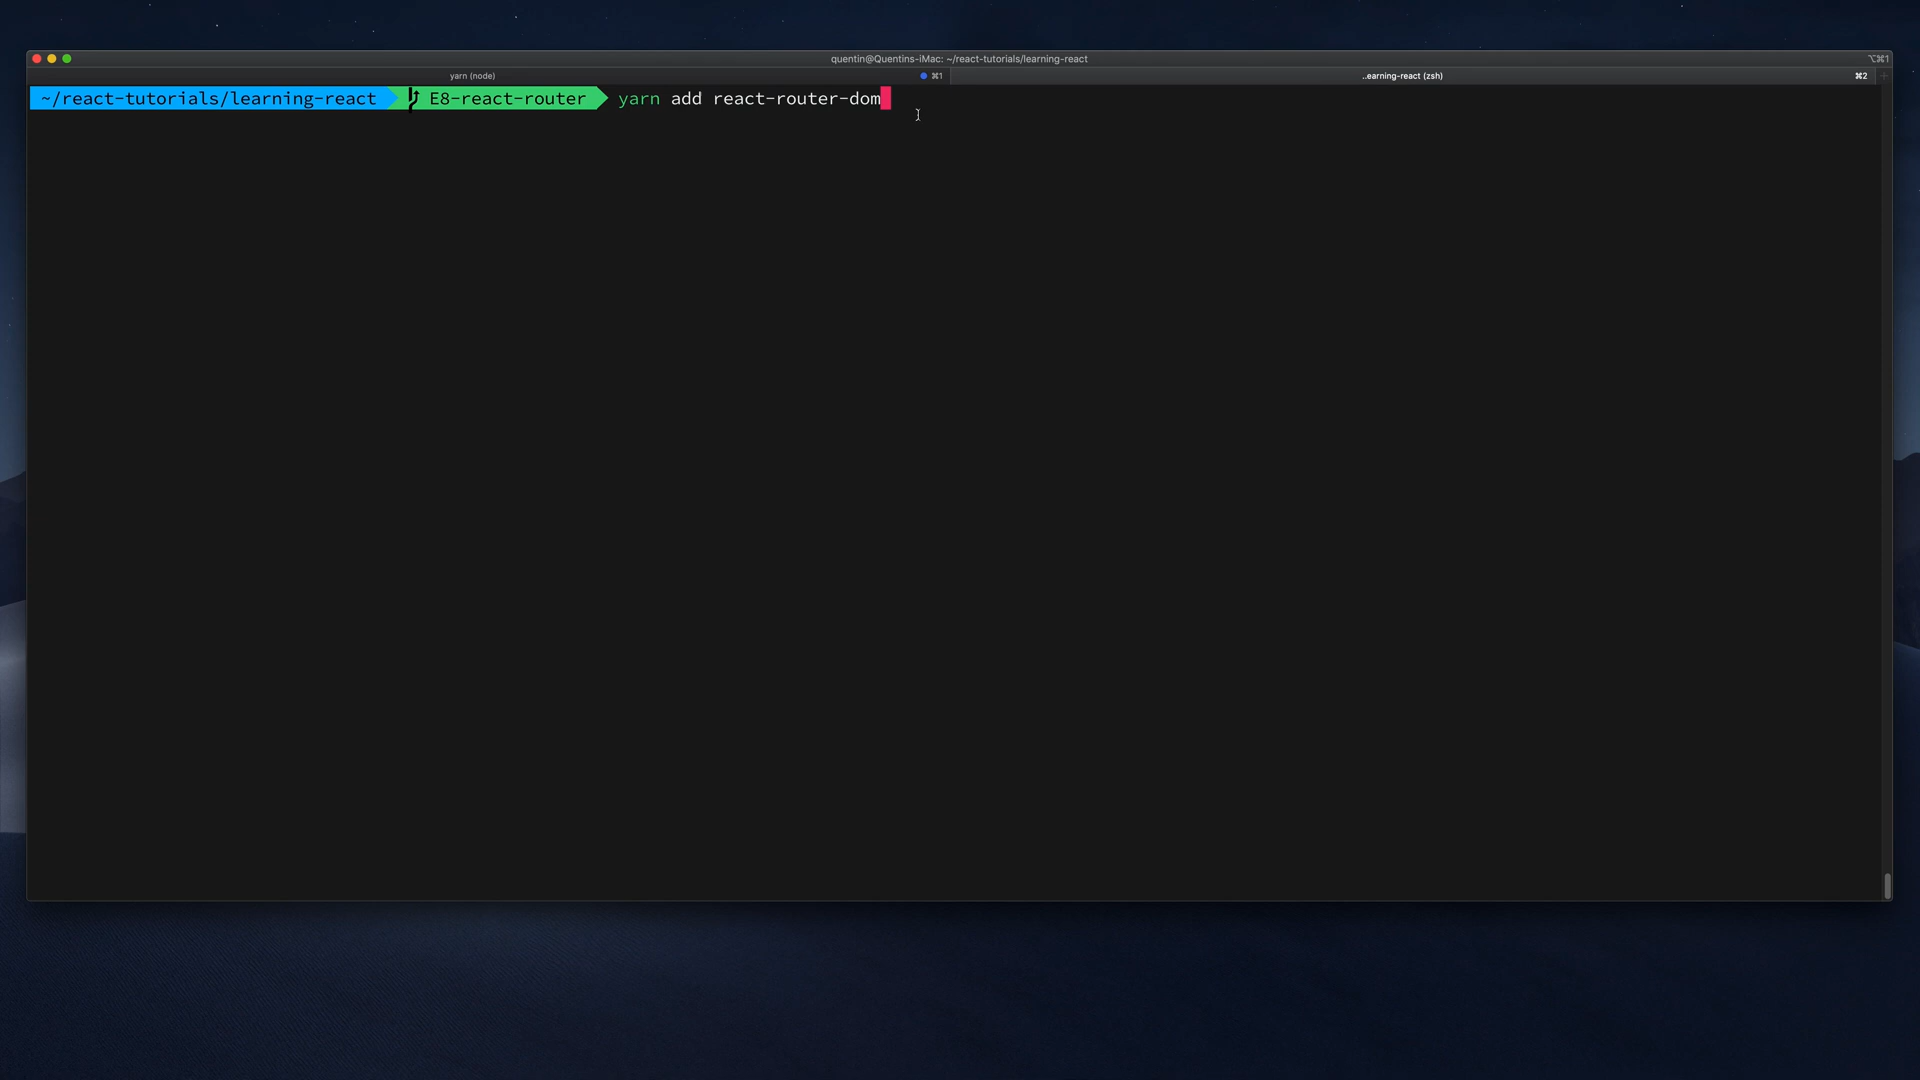 quentin@Quentins-iMac: ~/react-tutorials/learning-react
⌥⌘1
yarn (node)
⌘1
..earning-react (zsh)
⌘2
~/react-tutorials/learning-react E8-react-router yarn add react-router-dom